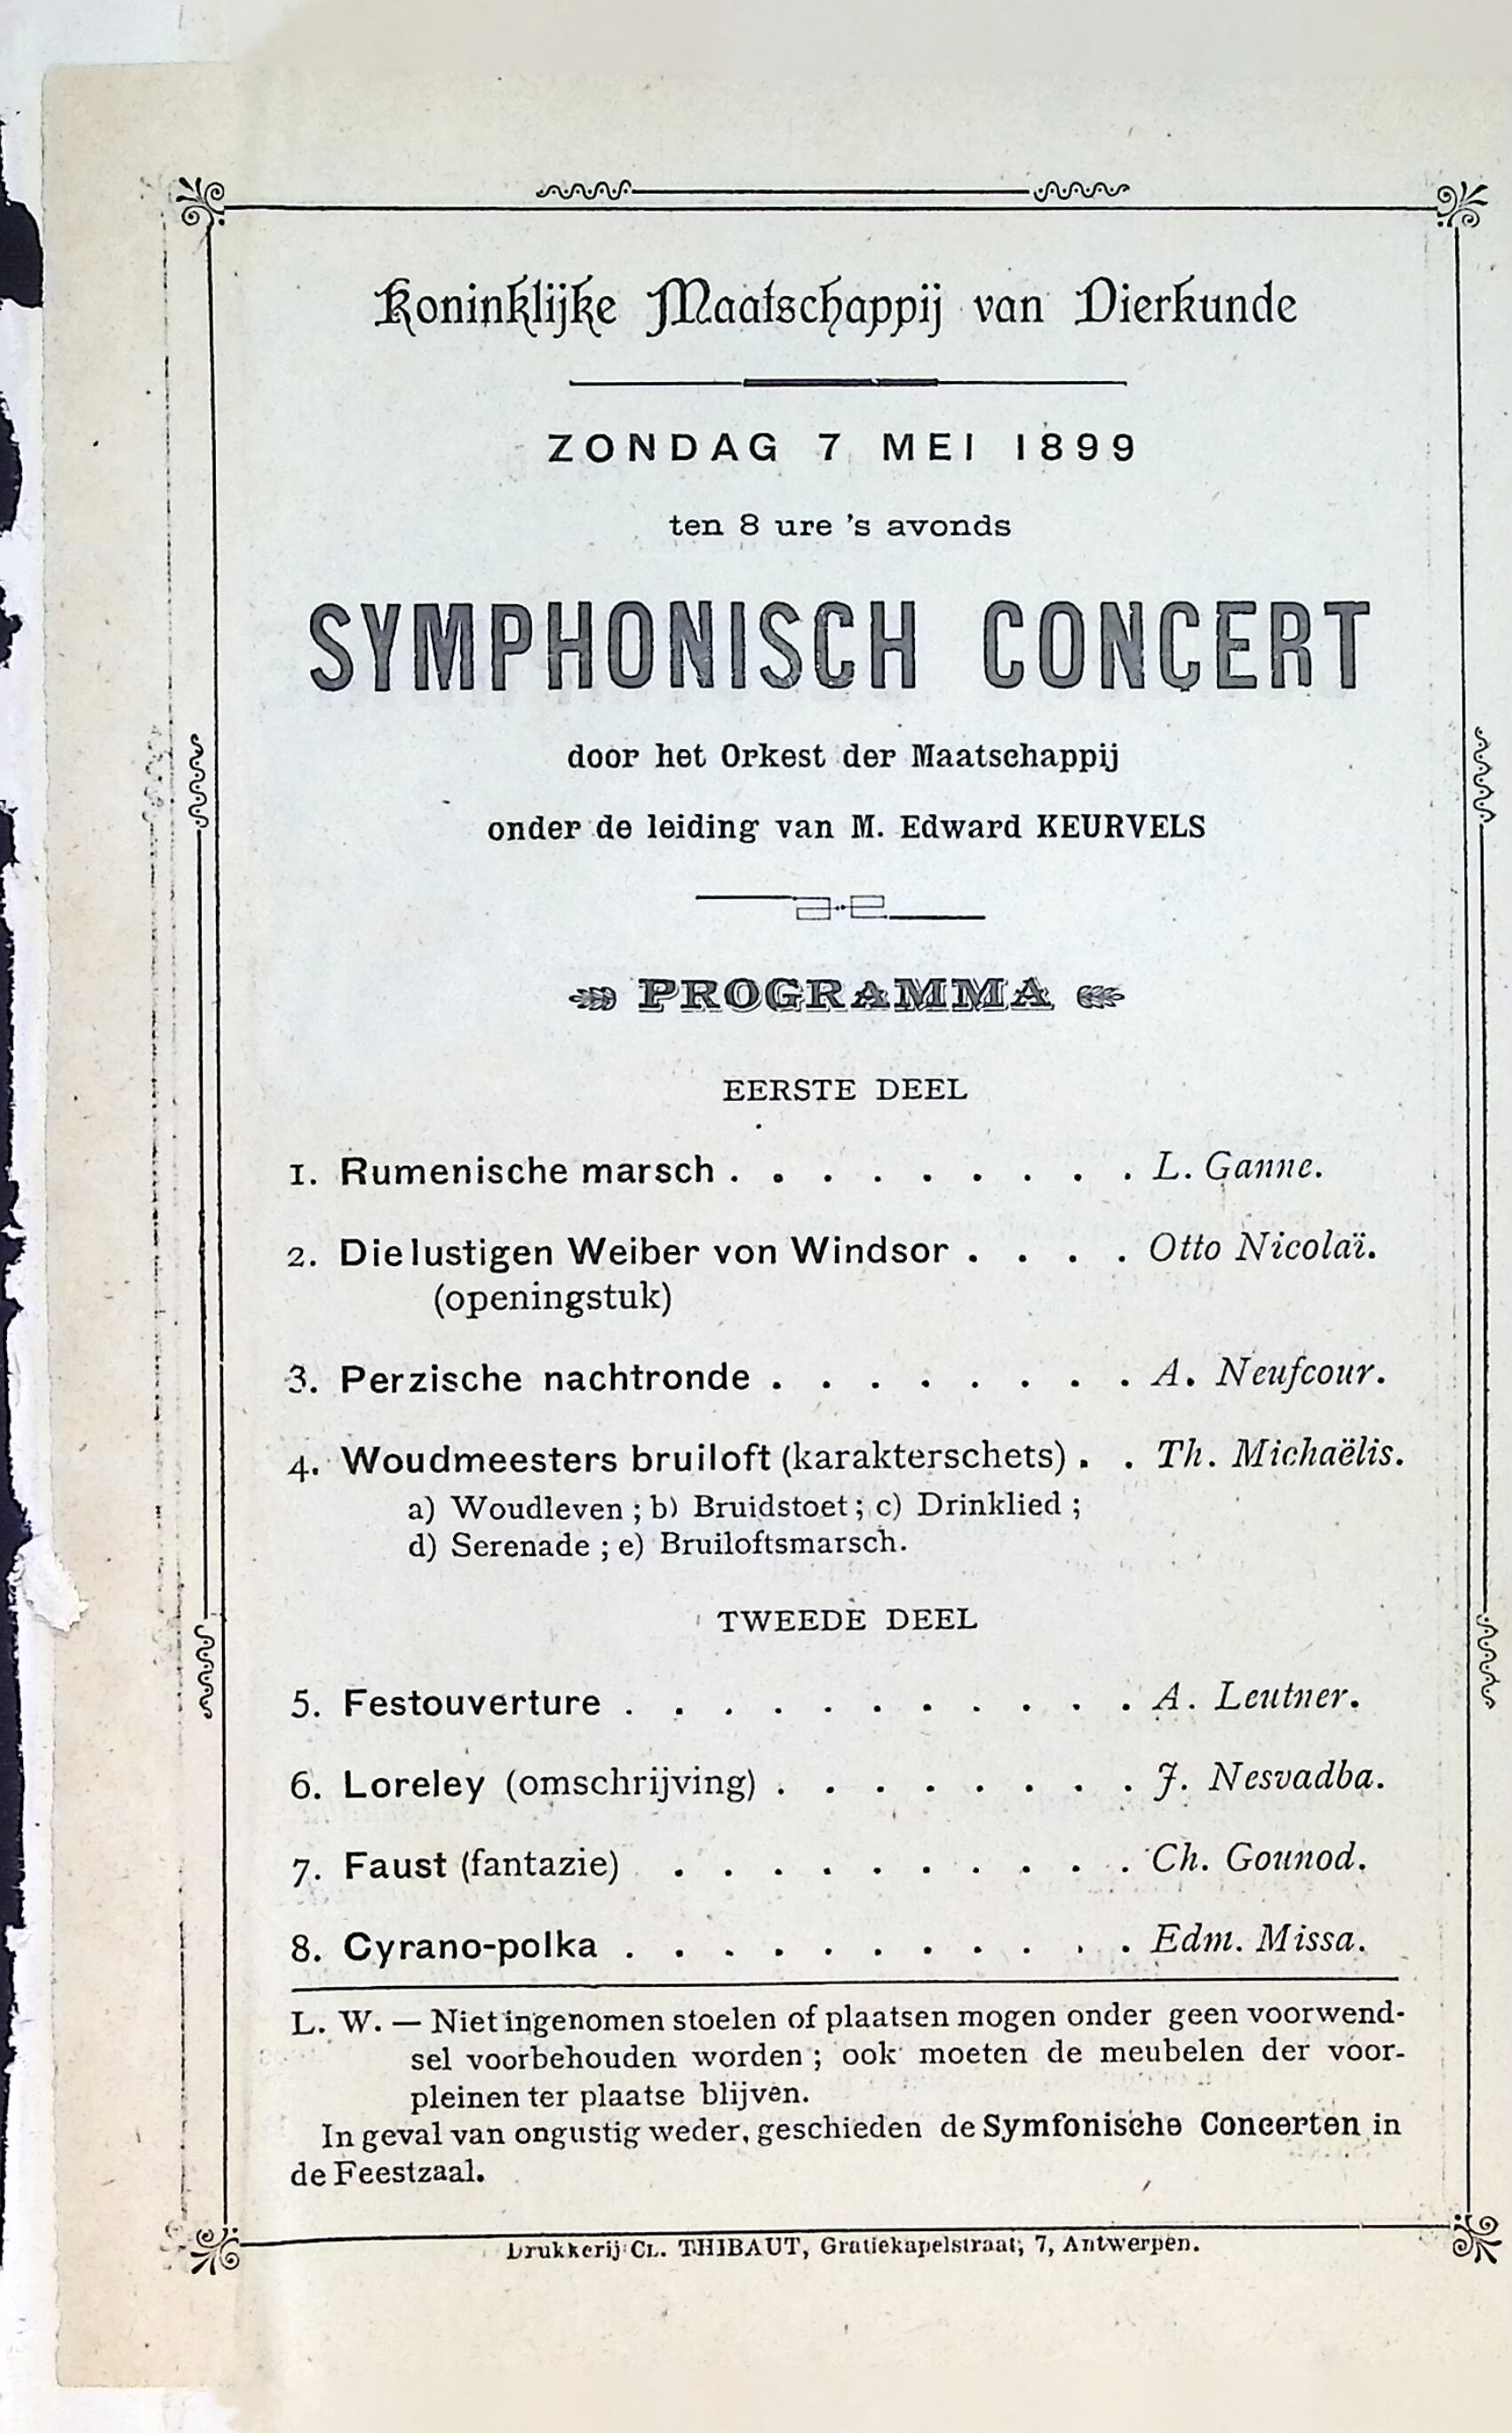 Koninklijke Maatschappij van Dierkunde
ZONDAG 7 MEI 1899
ten 8 ure 's avonds
SYMPHONISCH CONCERT
door het Orkest der Maatschappij
onder de leiding van M. Edward KEURVELS
PROGRAMMA
EERSTE DEEL
1. Rumenische marsch . . . . . . . . . L. Ganne.
2. Die lustigen Weiber von Windsor . . . . Otto Nicolaï.
(openingstuk)
3. Perzische nachtronde . . . . . . . . A. Neufcour.
4. Woudmeesters bruiloft (karakterschets) . . Th. Michaëlis.
a) Woudleven ; b) Bruidstoet ; c) Drinklied ;
d) Serenade ; e) Bruiloftsmarsch.
TWEEDE DEEL
5. Festouverture . . . . . . . . . . . A. Leutner.
6. Loreley (omschrijving) . . . . . . . . J. Nesvadba.
7. Faust (fantazie) . . . . . . . . . . Ch. Gounod.
8. Cyrano-polka . . . . . . . . . . . Edm. Missa.
L. W. — Niet ingenomen stoelen of plaatsen mogen onder geen voorwend-
sel voorbehouden worden ; ook moeten de meubelen der voor-
pleinen ter plaatse blijven.
In geval van ongustig weder, geschieden de Symfonische Concerten in
de Feestzaal.
Drukkerij CL. THIBAUT, Gratiekapelstraat, 7, Antwerpen.